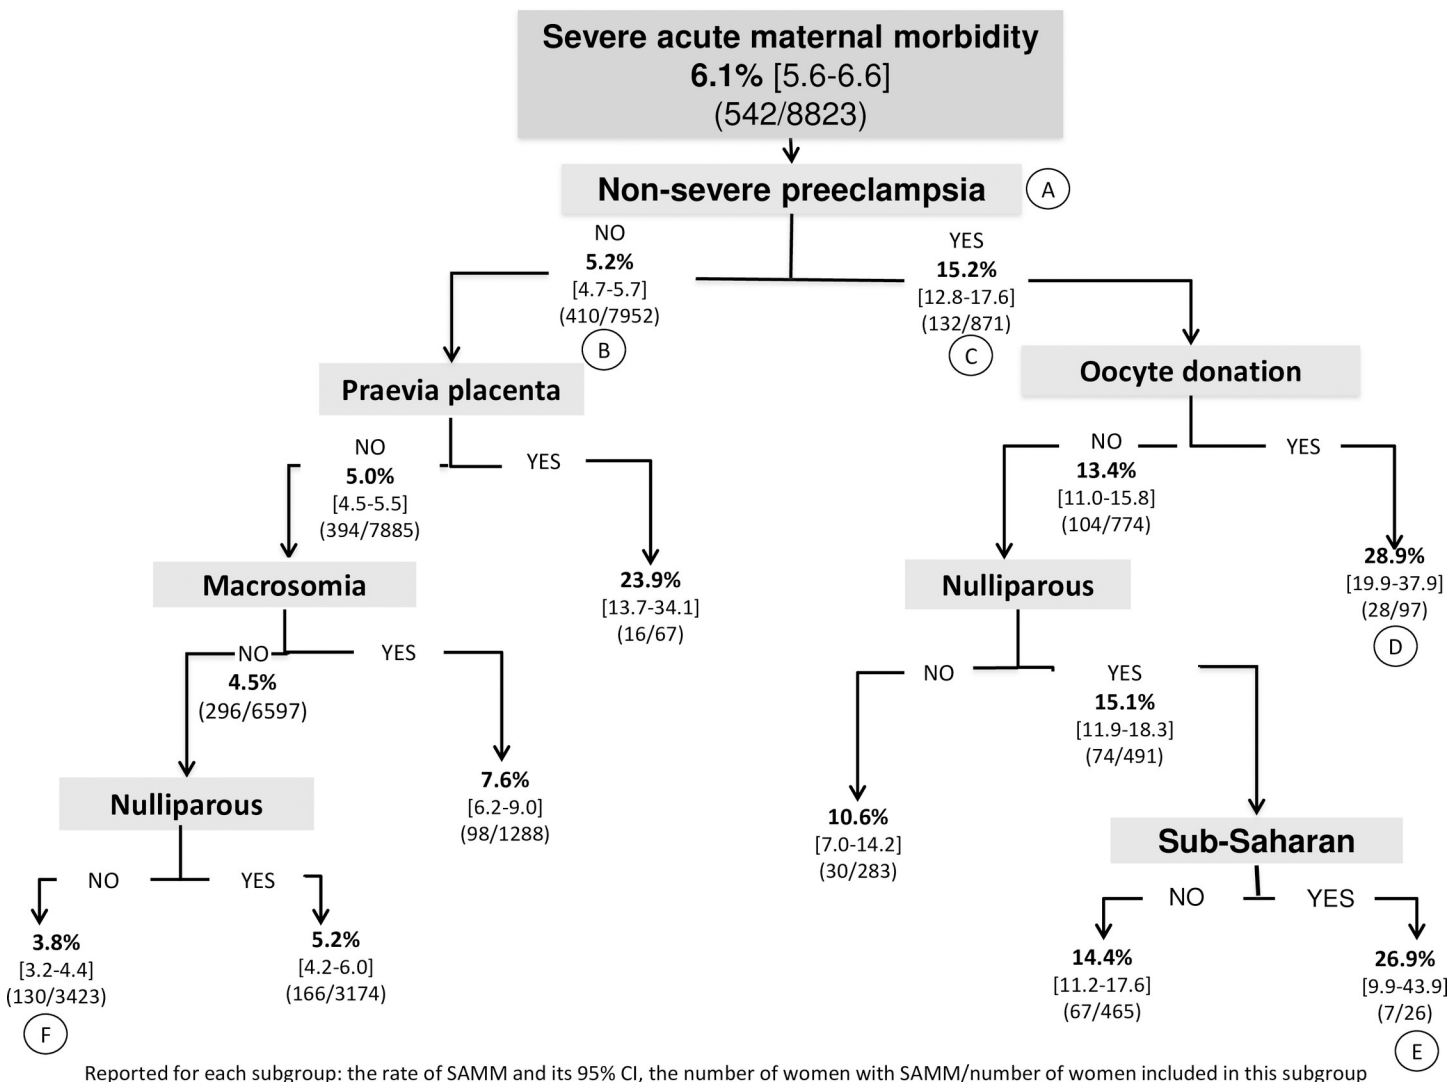 Severe acute maternal morbidity
6.1% [5.6-6.6]
(542/8823)
Non-severe preeclampsia
A
NO
5.2%
[4.7-5.7]
(410/7952)
B
YES
15.2%
[12.8-17.6]
(132/871)
C
Praevia placenta
Oocyte donation
NO
5.0%
[4.5-5.5]
(394/7885)
YES
23.9%
[13.7-34.1]
(16/67)
NO
13.4%
[11.0-15.8]
(104/774)
YES
28.9%
[19.9-37.9]
(28/97)
D
Macrosomia
Nulliparous
NO
4.5%
(296/6597)
YES
7.6%
[6.2-9.0]
(98/1288)
NO
10.6%
[7.0-14.2]
(30/283)
YES
15.1%
[11.9-18.3]
(74/491)
Nulliparous
Sub-Saharan
NO
3.8%
[3.2-4.4]
(130/3423)
F
YES
5.2%
[4.2-6.0]
(166/3174)
NO
14.4%
[11.2-17.6]
(67/465)
YES
26.9%
[9.9-43.9]
(7/26)
E
Reported for each subgroup: the rate of SAMM and its 95% CI, the number of women with SAMM/number of women included in this subgroup